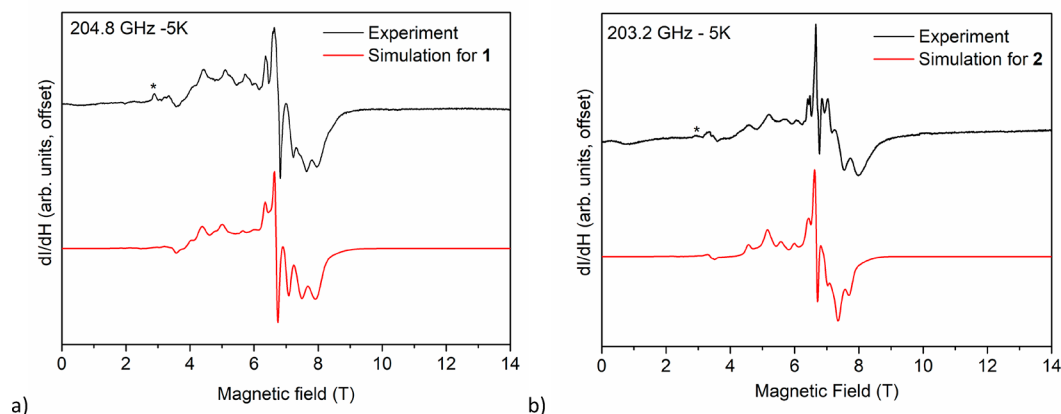 204.8 GHz -5K
Experiment
Simulation for 1
*
dI/dH (arb. units, offset)
0 2 4 6 8 10 12 14
Magnetic field (T)
a)
203.2 GHz - 5K
Experiment
Simulation for 2
*
dI/dH (arb. units, offset)
0 2 4 6 8 10 12 14
Magnetic Field (T)
b)